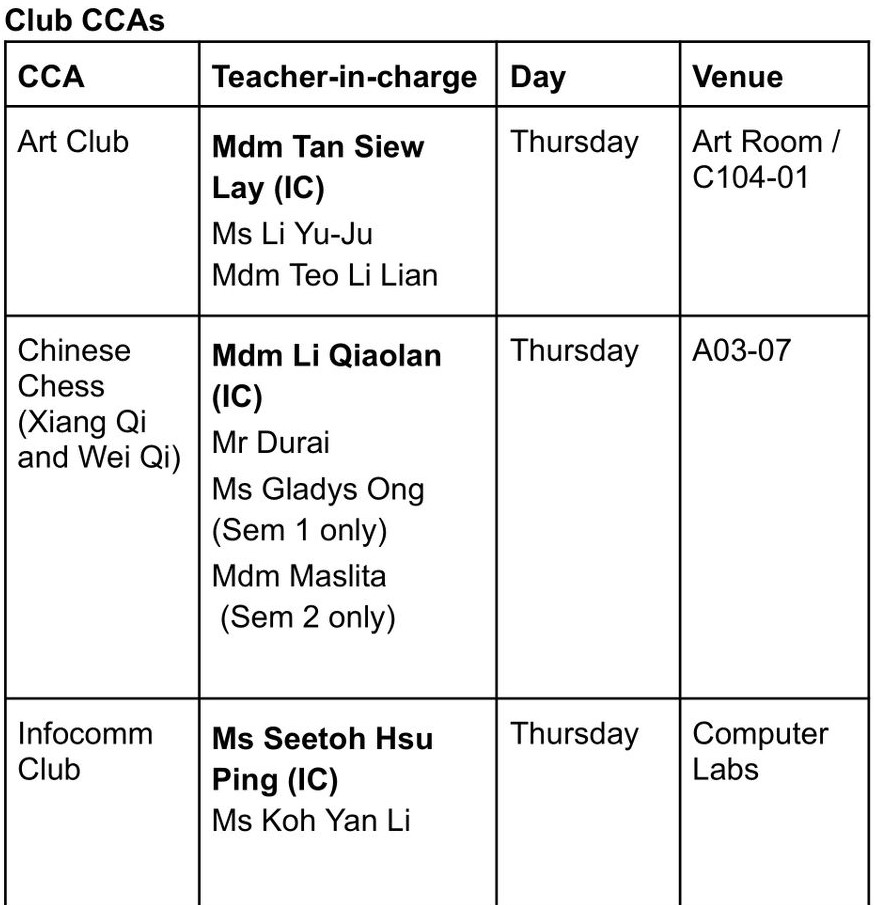 Club CCAs
CCA
Teacher-in-charge
Day
Venue
Art Club
Mdm Tan Siew
Lay (IC)
Ms Li Yu-Ju
Mdm Teo Li Lian
Thursday
Art Room /
C104-01
Chinese
Chess
(Xiang Qi
and Wei Qi)
Mdm Li Qiaolan
(IC)
Mr Durai
Ms Gladys Ong
(Sem 1 only)
Mdm Maslita
(Sem 2 only)
Thursday
A03-07
Infocomm
Club
Ms Seetoh Hsu
Ping (IC)
Ms Koh Yan Li
Thursday
Computer
Labs